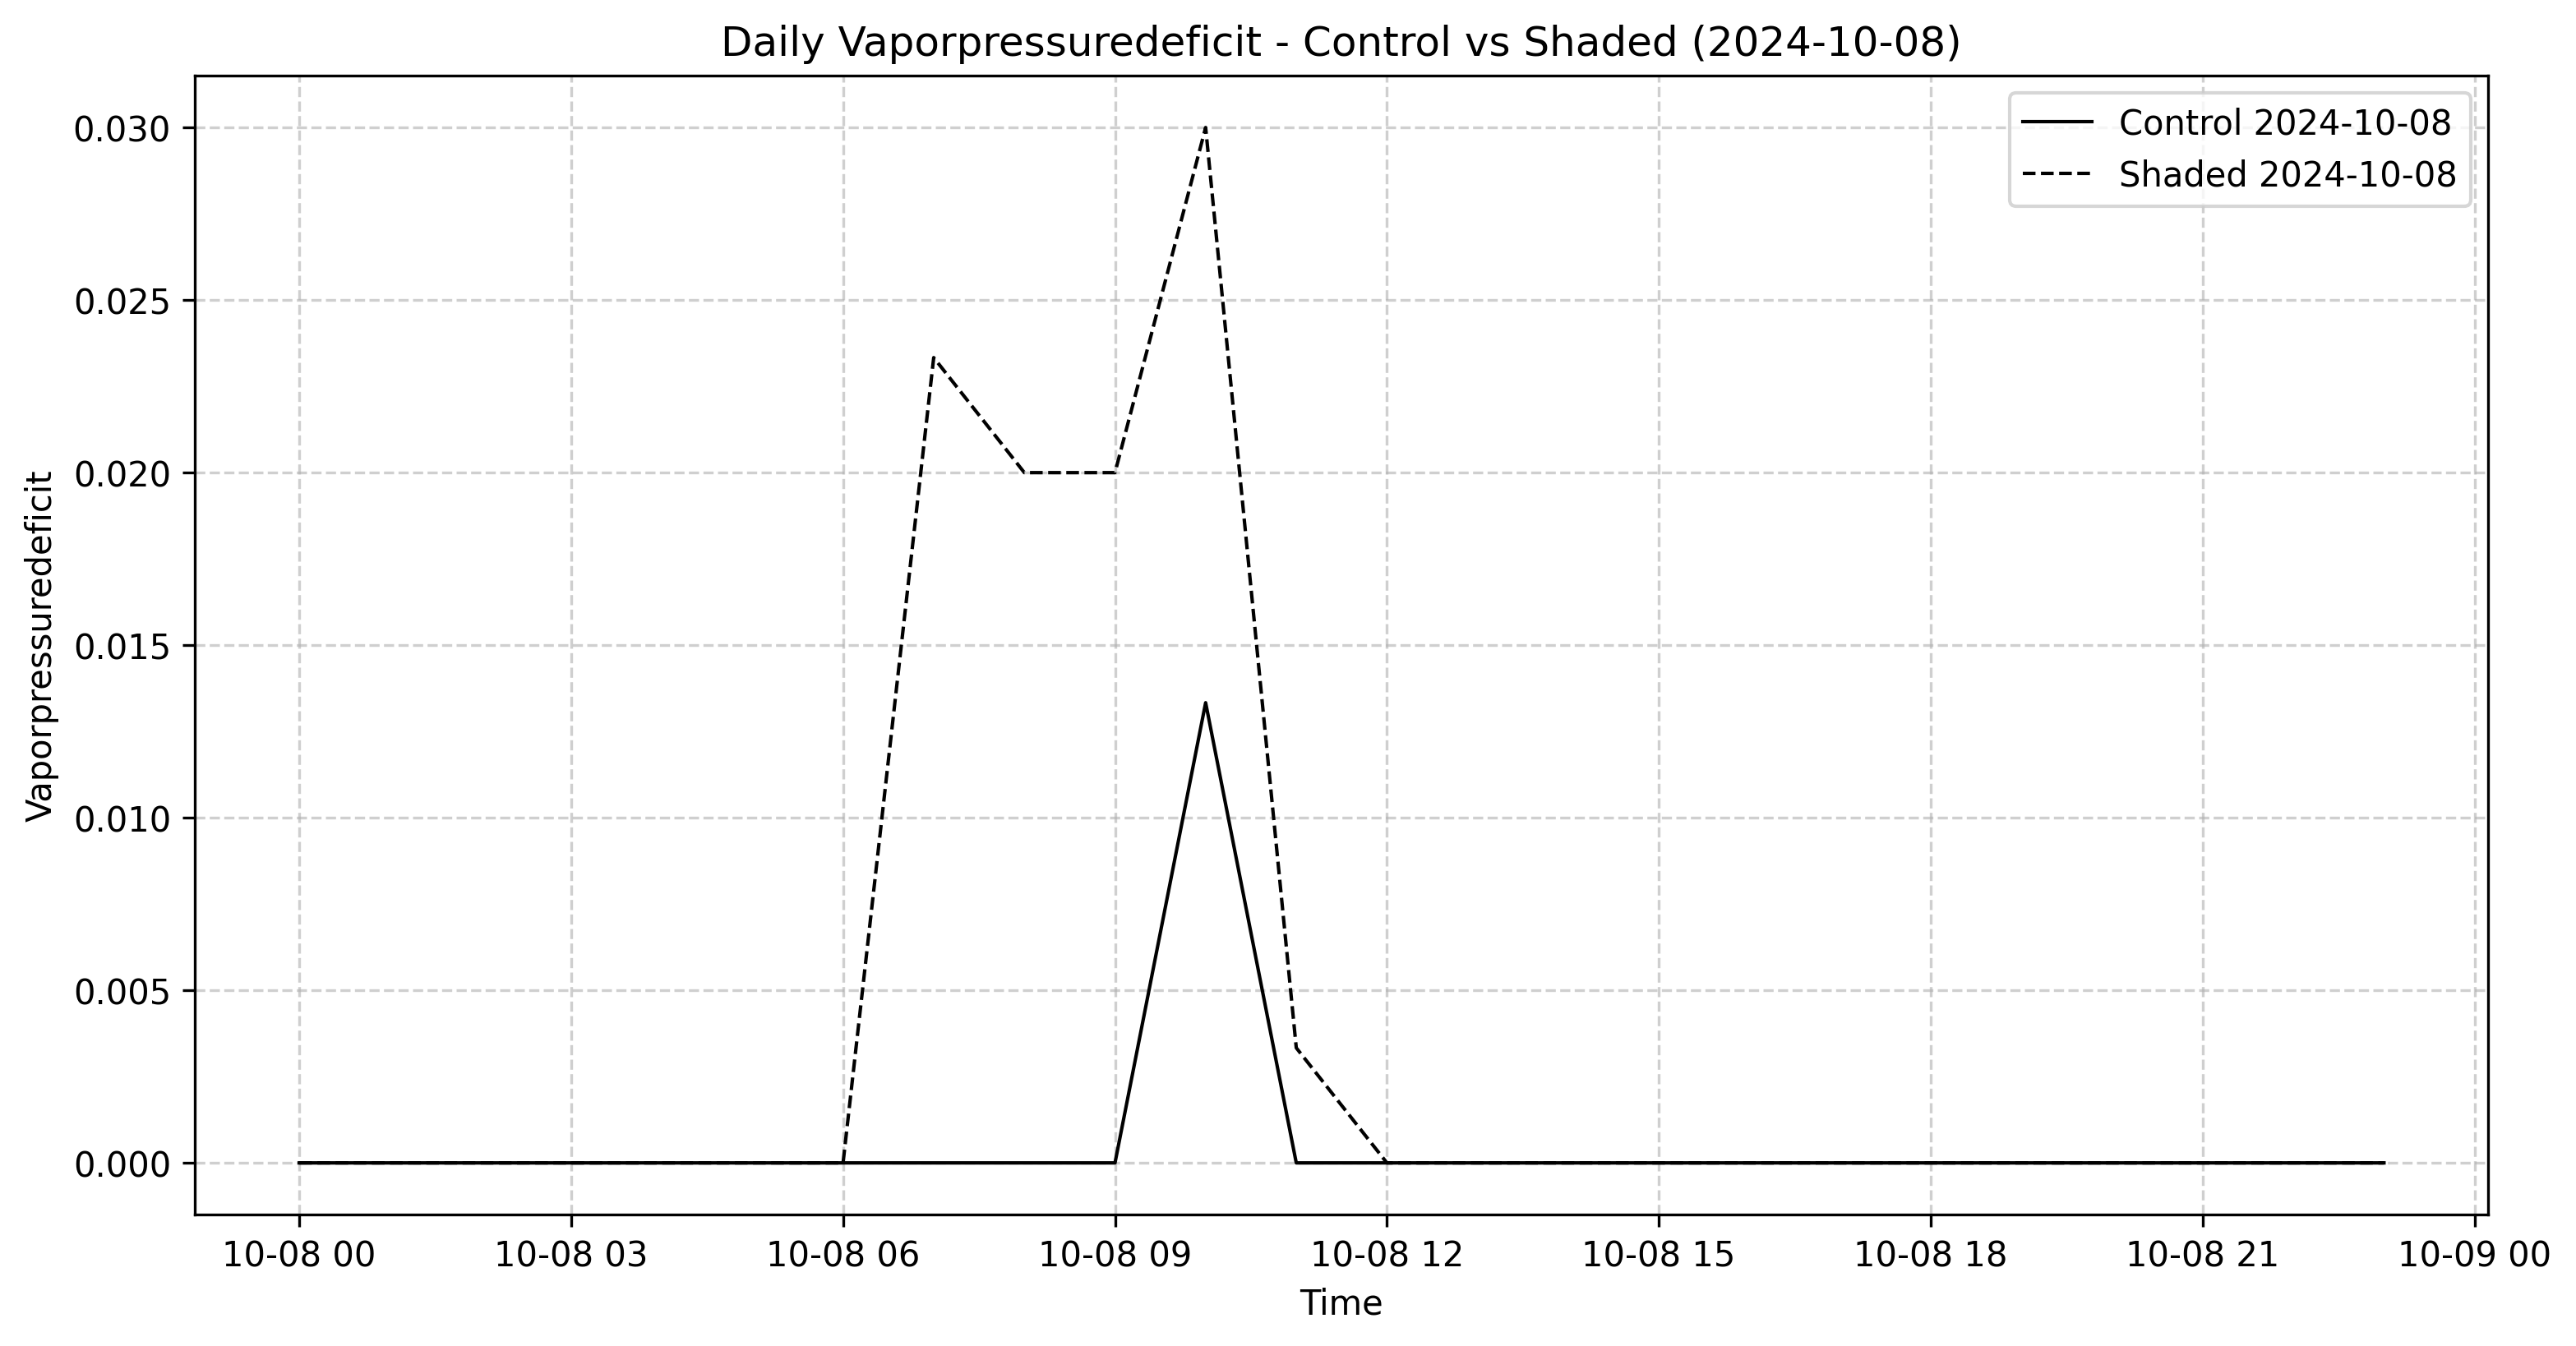 Daily Vaporpressuredeficit - Control vs Shaded (2024-10-08)
Control 2024-10-08
Shaded 2024-10-08
Vaporpressuredeficit
0.030
0.025
0.020
0.015
0.010
0.005
0.000
10-08 00 10-08 03 10-08 06 10-08 09 10-08 12 10-08 15 10-08 18 10-08 21 10-09 00
Time